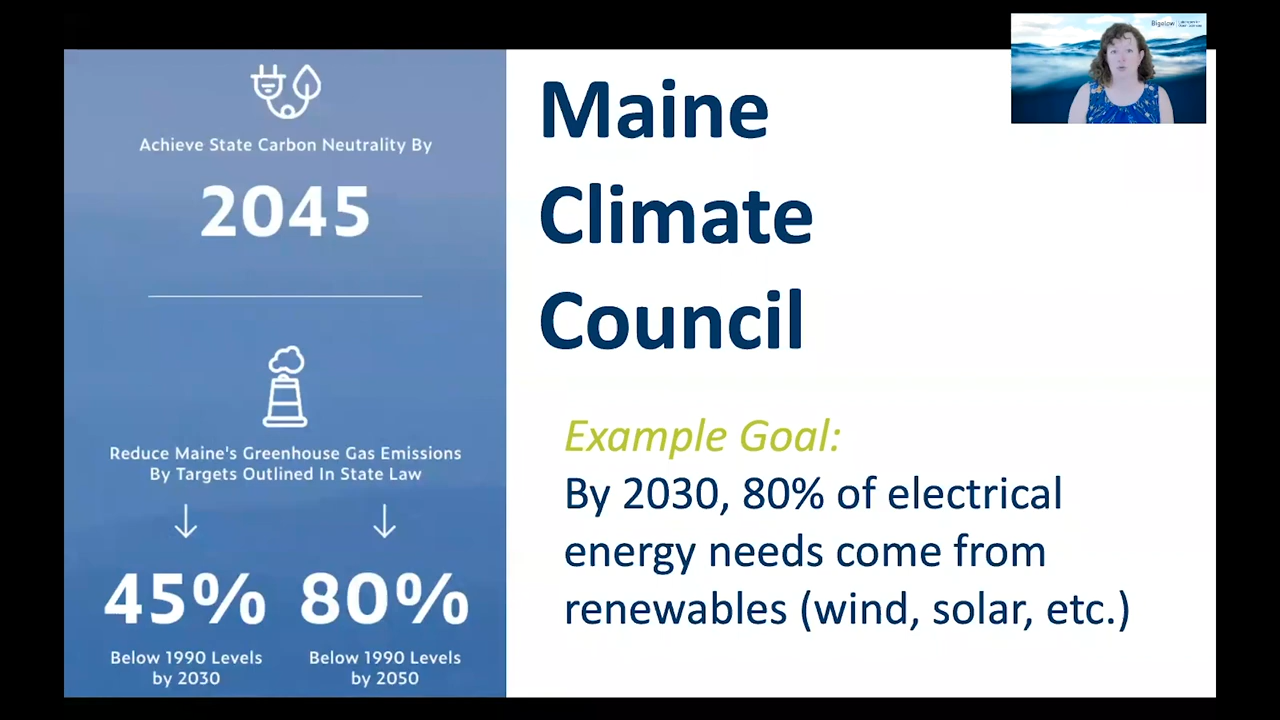 Achieve State Carbon Neutrality By
2045
Reduce Maine's Greenhouse Gas Emissions
By Targets Outlined In State Law
45%
80%
Below 1990 Levels
by 2030
Below 1990 Levels
by 2050
Maine
Climate
Council
Example Goal:
By 2030, 80% of electrical
energy needs come from
renewables (wind, solar, etc.)
Bigelow